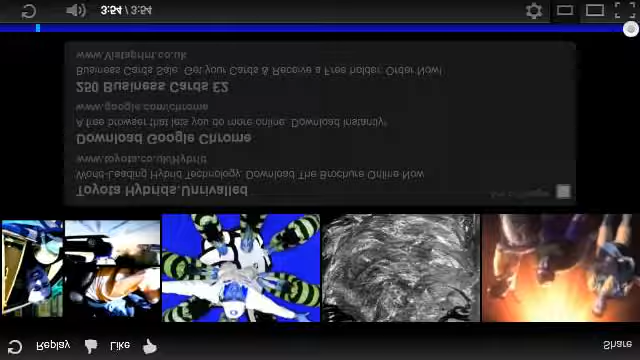 Replay Like Share
Toyota Hybrids.Unrivalled
World-Leading Hybrid Technology. Download The Brochure Online Now
www.toyota.co.uk/Hybrid
Download Google Chrome
A free browser that lets you do more online. Download Instantly!
www.google.com/chrome
250 Business Cards £2
Business Cards Sale. Get your Cards & Receive a Free holder. Order Now!
www.Vistaprint.co.uk
3:54 / 3:54